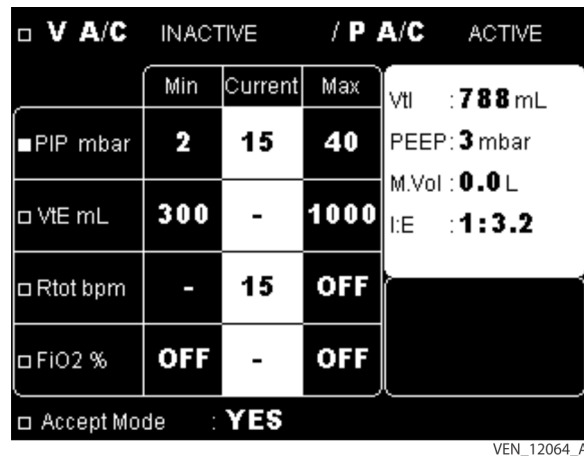 V A/C INACTIVE / P A/C ACTIVE
Min Current Max
PIP mbar 2 15 40
VtE mL 300 - 1000
Rtot bpm - 15 OFF
FiO2 % OFF - OFF
VtI : 788 mL
PEEP: 3 mbar
M.Vol : 0.0 L
I:E : 1:3.2
Accept Mode : YES
VEN_12064_A